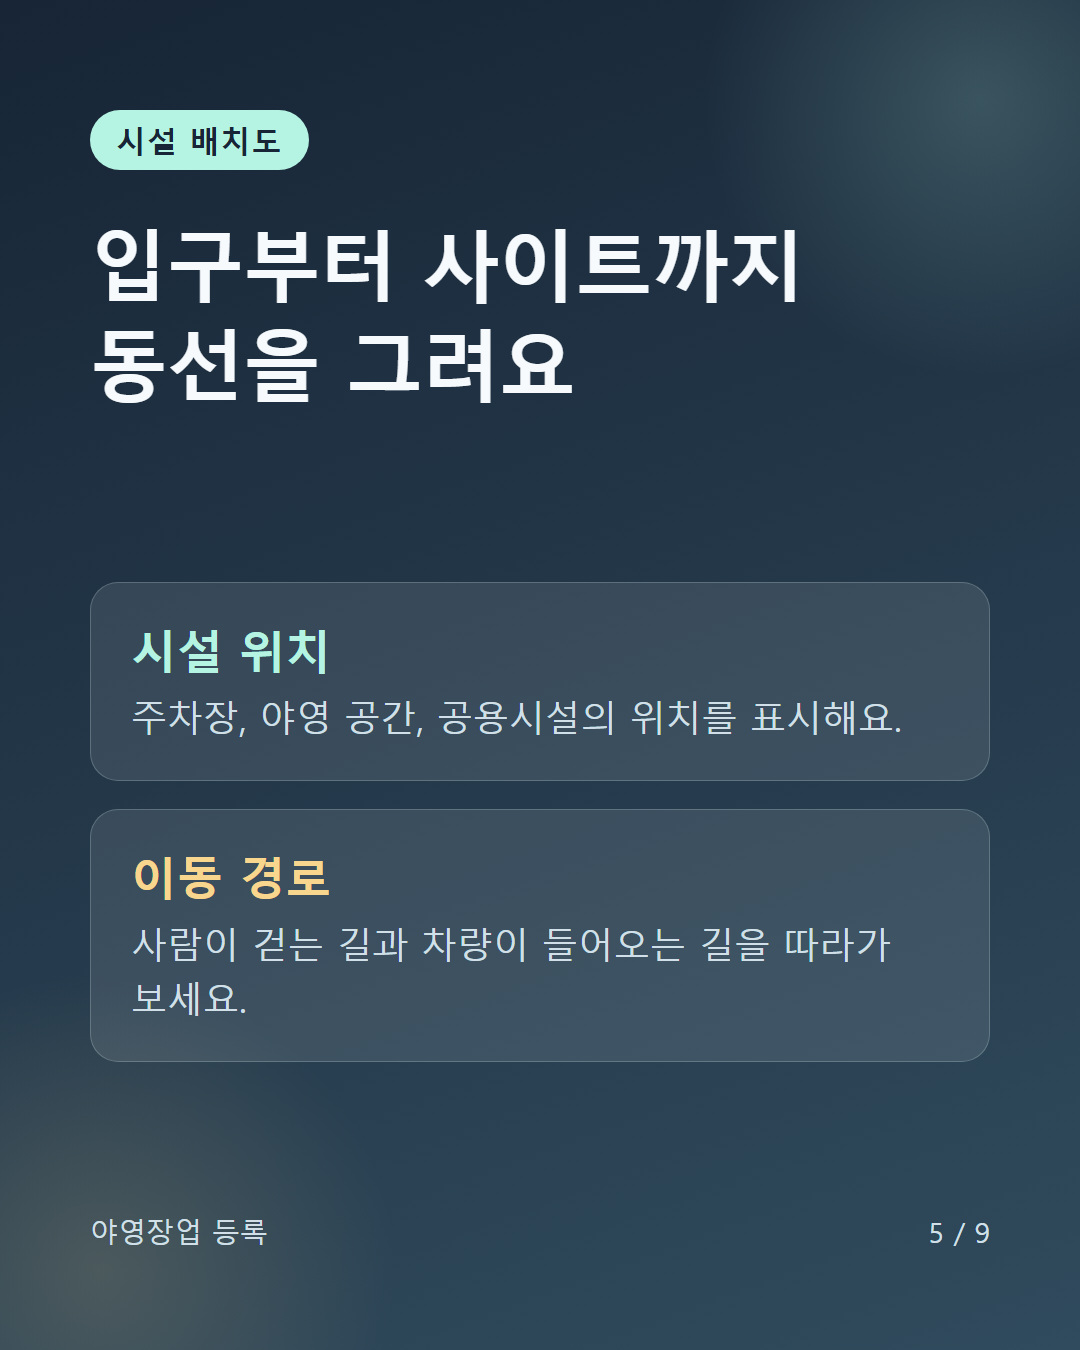 시설 배치도
입구부터 사이트까지
동선을 그려요
시설 위치
주차장, 야영 공간, 공용시설의 위치를 표시해요.
이동 경로
사람이 걷는 길과 차량이 들어오는 길을 따라가
보세요.
야영장업 등록
5 / 9